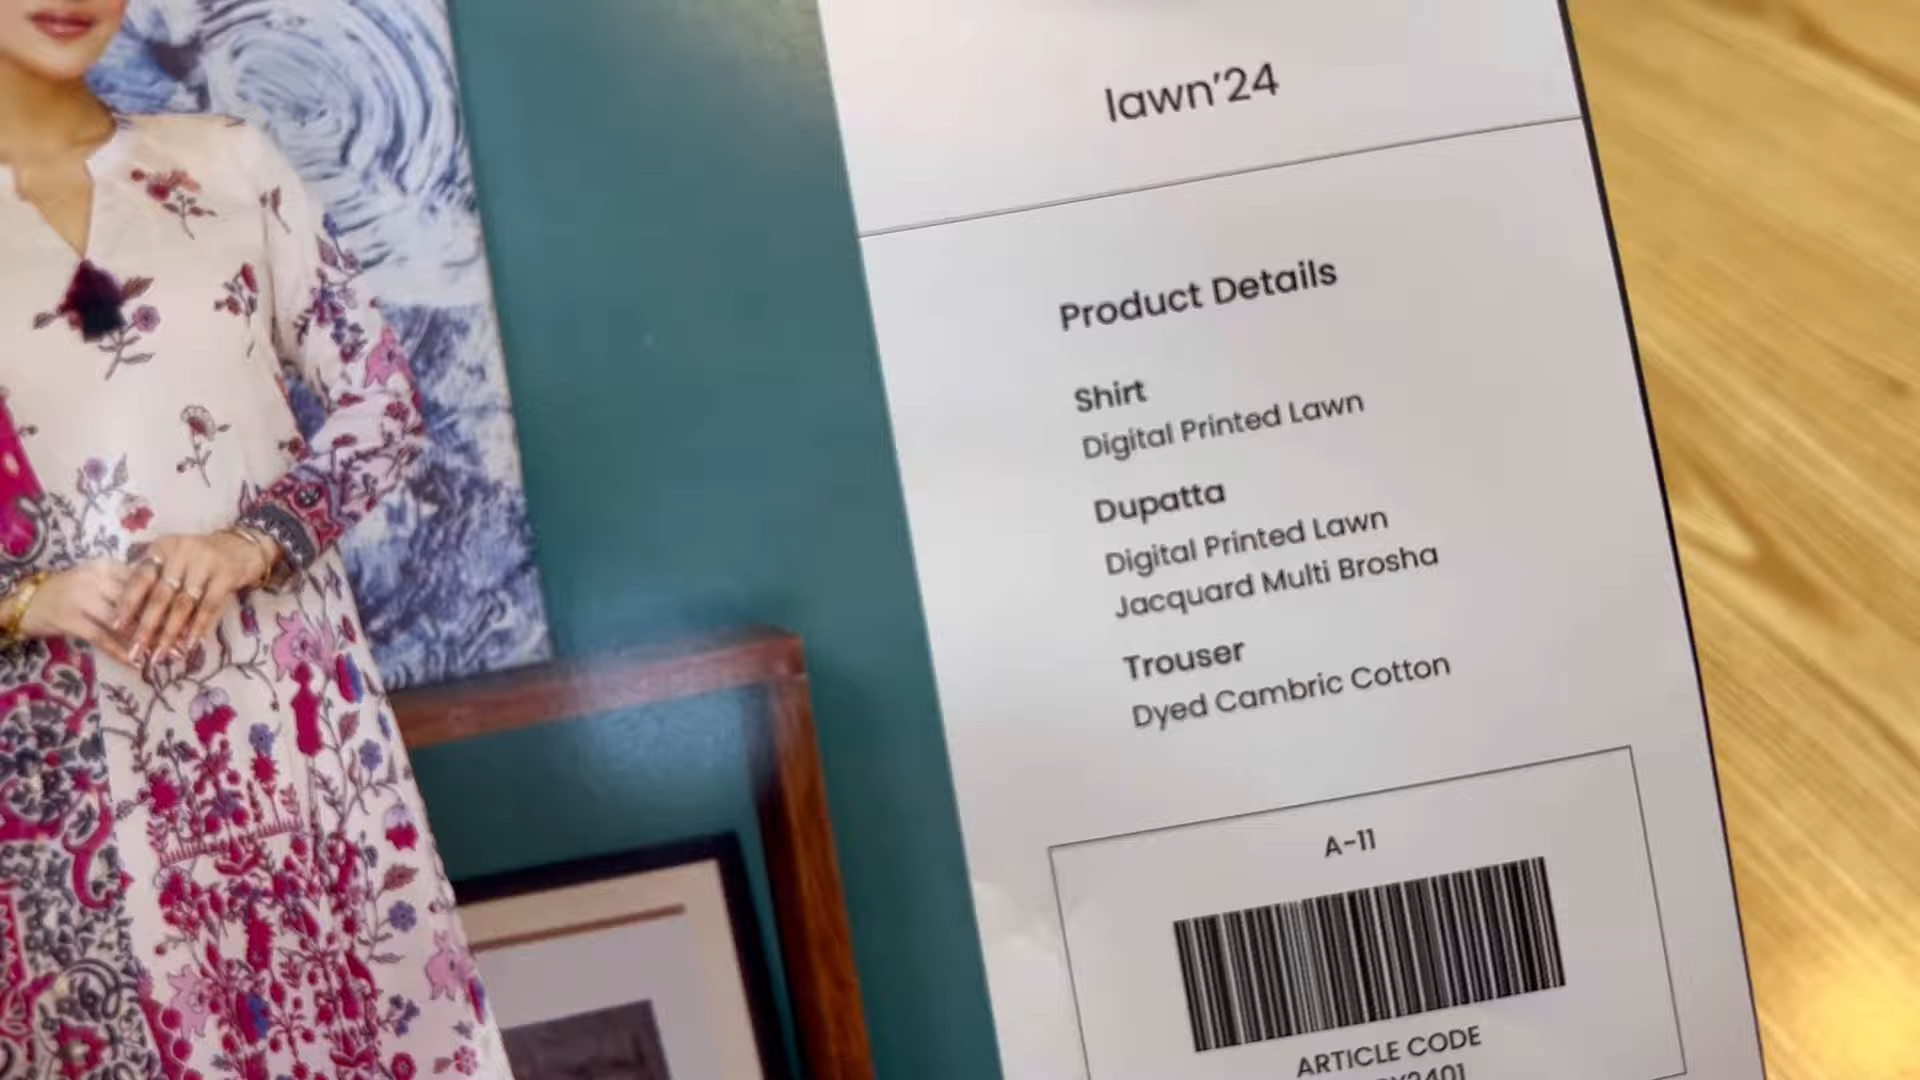 lawn'24
Product Details
Shirt
Digital Printed Lawn
Dupatta
Digital Printed Lawn
Jacquard Multi Brosha
Trouser
Dyed Cambric Cotton
A-11
ARTICLE CODE